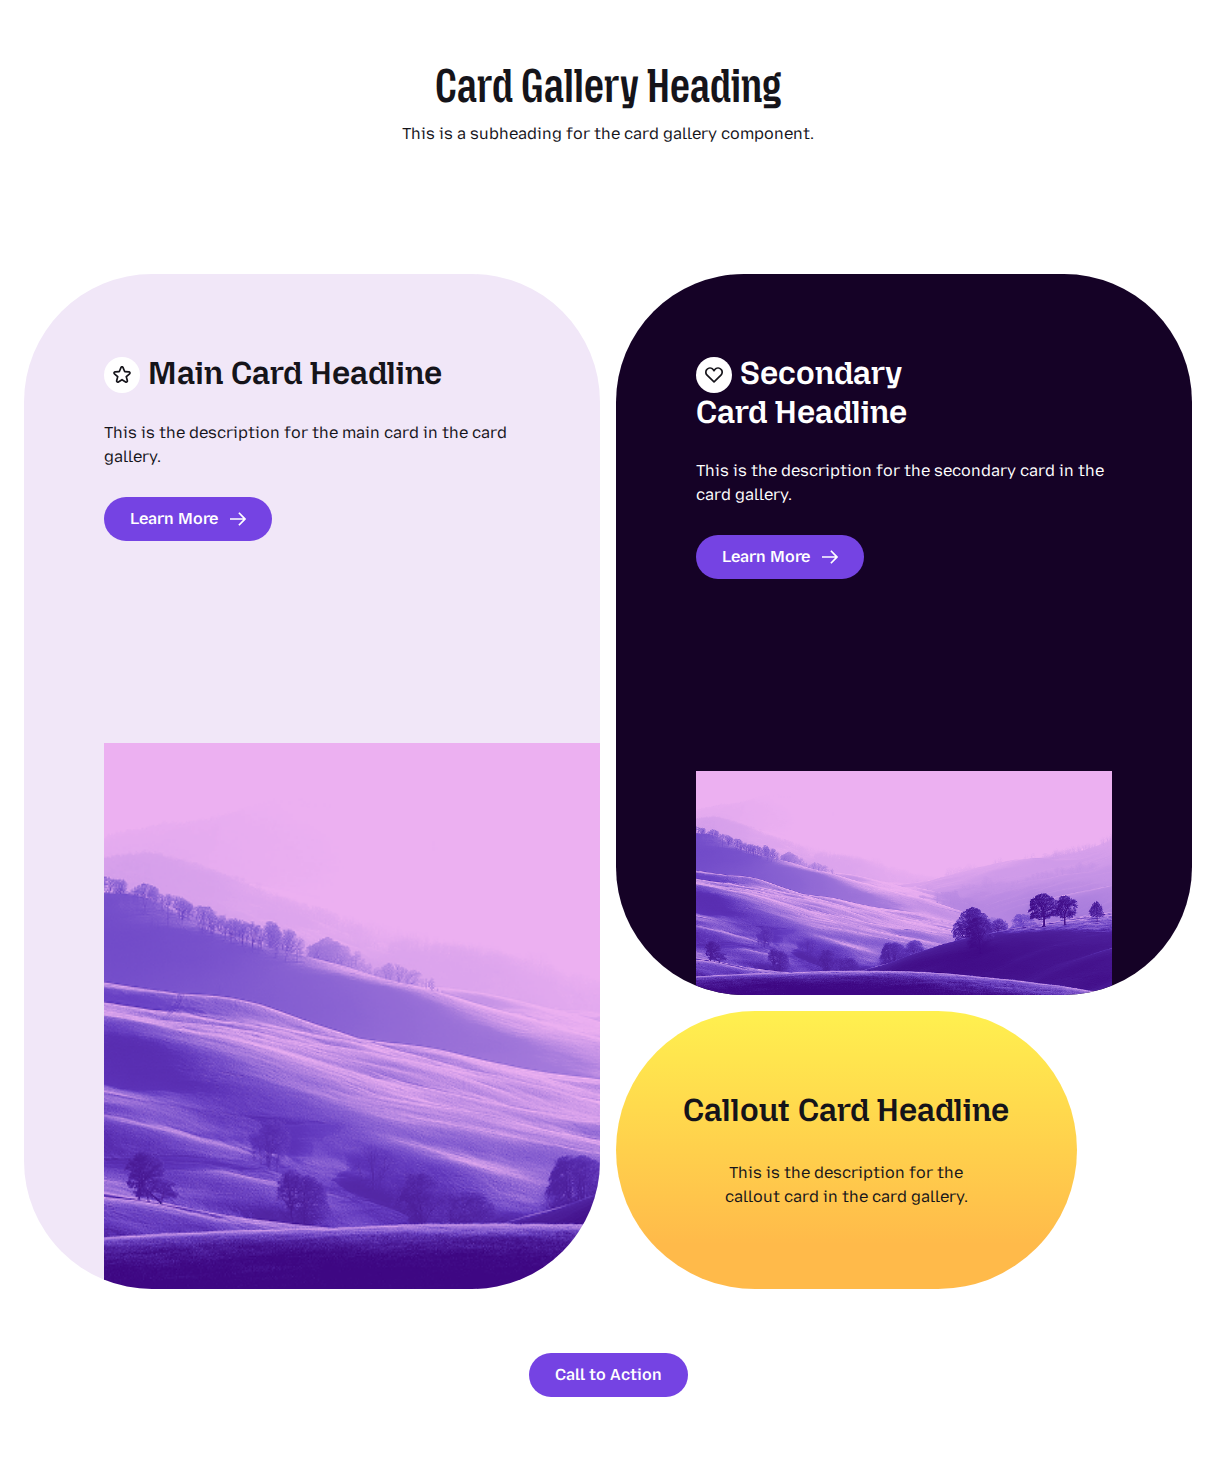 Card Gallery Heading
This is a subheading for the card gallery component.
Main Card Headline
This is the description for the main card in the card
gallery.
Learn More
Secondary
Card Headline
This is the description for the secondary card in the
card gallery.
Learn More
Callout Card Headline
This is the description for the
callout card in the card gallery.
Call to Action